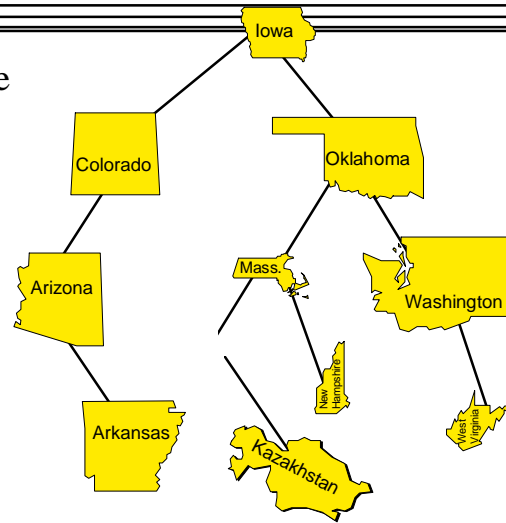 Iowa
e
Colorado
Oklahoma
Mass.
Arizona
Washington
New
Hampshire
West
Virginia
Arkansas
Kazakhstan